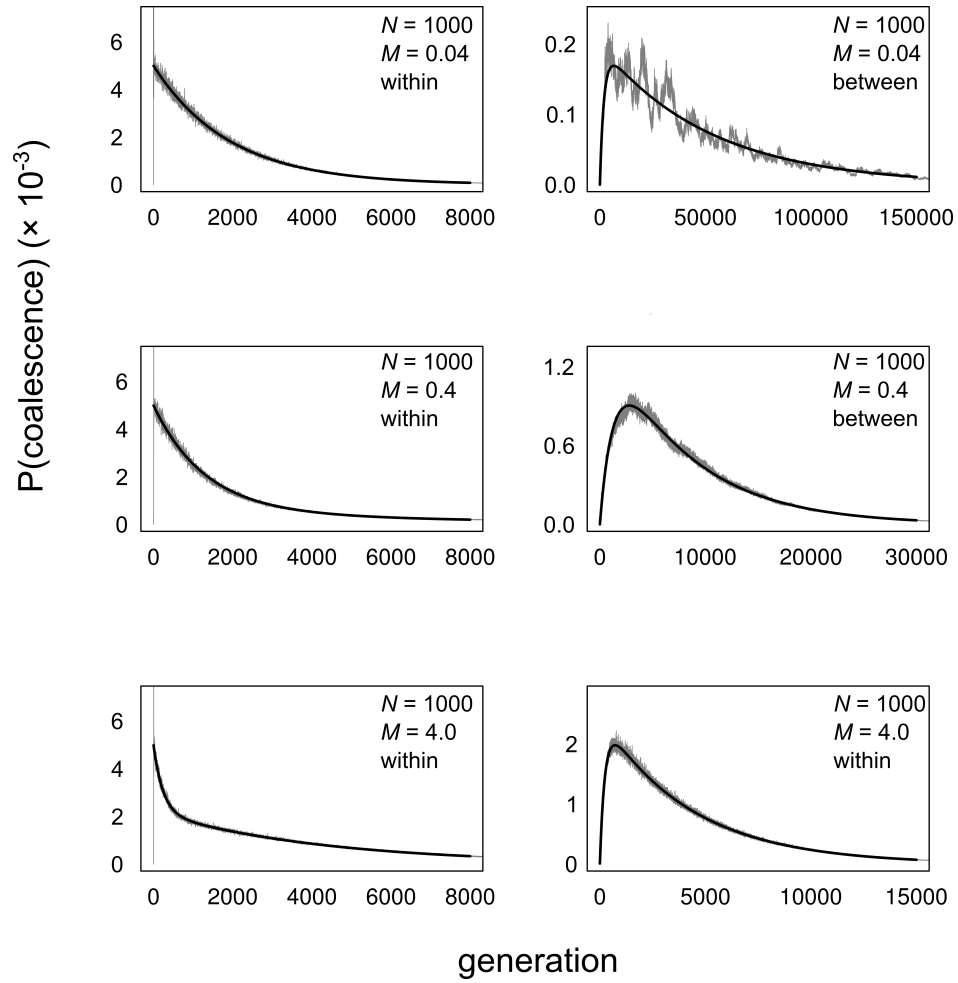 P(coalescence) (× 10⁻³)
N = 1000
M = 0.04
within
6
4
2
0
0 2000 4000 6000 8000
N = 1000
M = 0.04
between
0.2
0.1
0.0
0 50000 100000 150000
N = 1000
M = 0.4
within
6
4
2
0
0 2000 4000 6000 8000
N = 1000
M = 0.4
between
1.2
0.6
0.0
0 10000 20000 30000
N = 1000
M = 4.0
within
6
4
2
0
0 2000 4000 6000 8000
N = 1000
M = 4.0
within
2
1
0
0 5000 10000 15000
generation